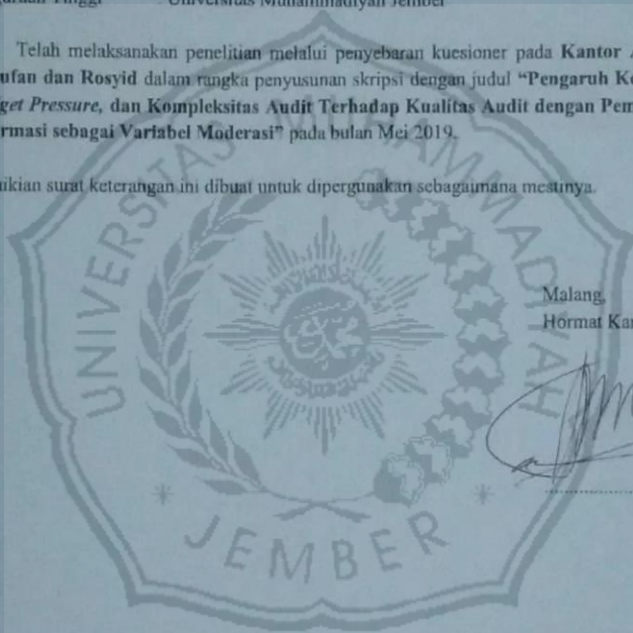 Universitas Muhammadiyah Jember
Telah melaksanakan penelitian melalui penyebaran kuesioner pada Kantor
ufan dan Rosyid dalam rangka penyusunan skripsi dengan judul “Pengaruh Ko
get Pressure, dan Kompleksitas Audit Terhadap Kualitas Audit dengan Pem
rmasi sebagai Variabel Moderasi” pada bulan Mei 2019.
ikian surat keterangan ini dibuat untuk dipergunakan sebagaimana mestinya.
Malang,
Hormat Ka
UNIVERSITAS MUHAMMADIYAH
JEMBER